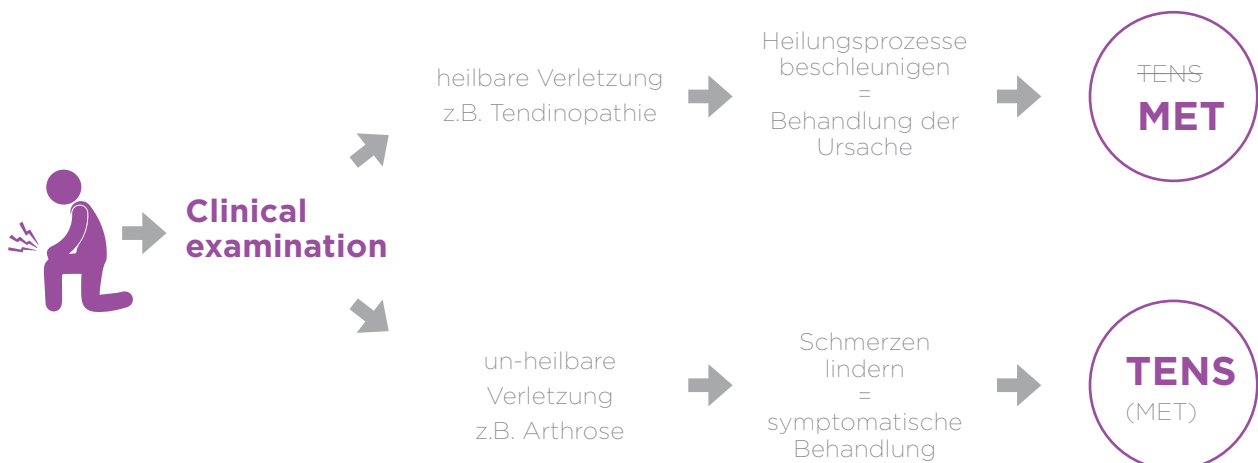 Clinical
examination
heilbare Verletzung
z.B. Tendinopathie
Heilungsprozesse
beschleunigen
=
Behandlung der
Ursache
TENS
MET
un-heilbare
Verletzung
z.B. Arthrose
Schmerzen
lindern
=
symptomatische
Behandlung
TENS
(MET)